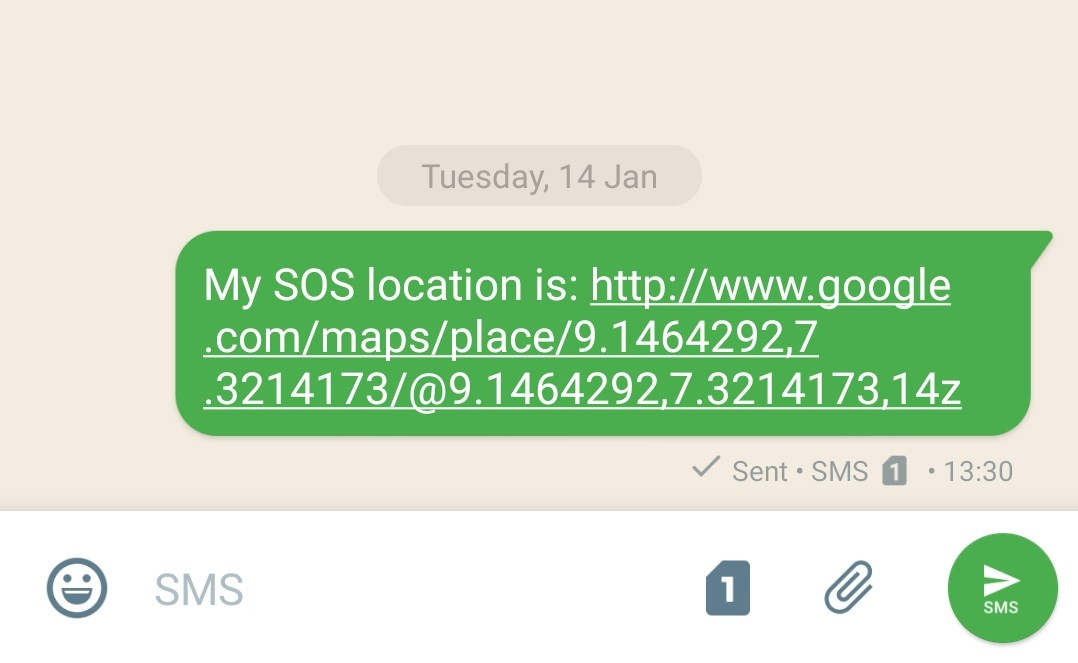 Tuesday, 14 Jan
My SOS location is: http://www.google
.com/maps/place/9.1464292,7
.3214173/@9.1464292,7.3214173,14z
Sent • SMS 1 • 13:30
SMS 1
SMS